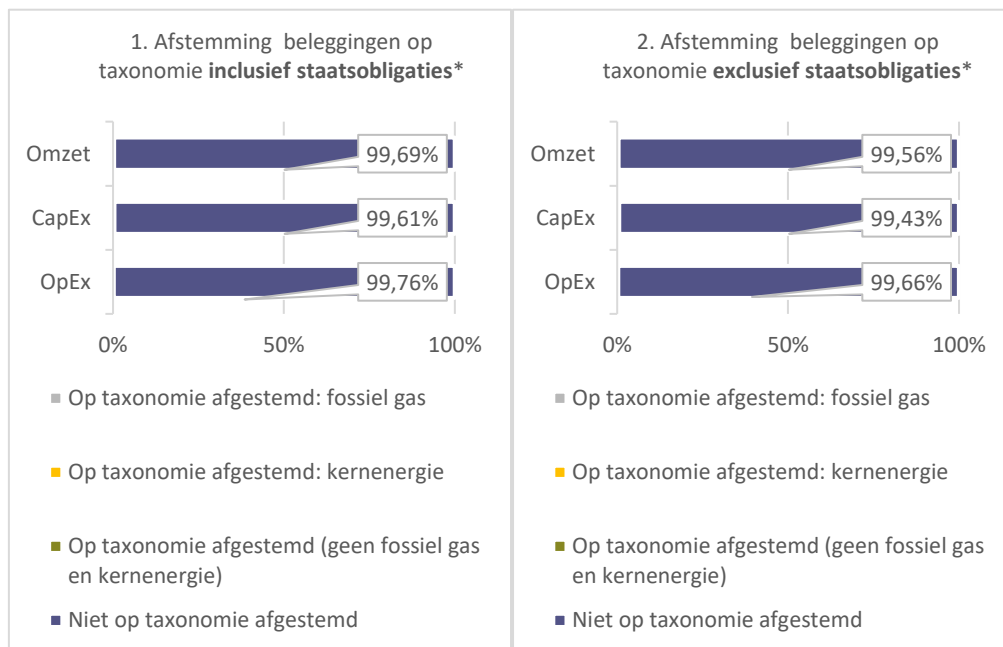 1. Afstemming beleggingen op
taxonomie inclusief staatsobligaties*
Omzet
99,69%
CapEx
99,61%
OpEx
99,76%
0%
50%
100%
Op taxonomie afgestemd: fossiel gas
Op taxonomie afgestemd: kernenergie
Op taxonomie afgestemd (geen fossiel gas
en kernenergie)
Niet op taxonomie afgestemd
2. Afstemming beleggingen op
taxonomie exclusief staatsobligaties*
Omzet
99,56%
CapEx
99,43%
OpEx
99,66%
0%
50%
100%
Op taxonomie afgestemd: fossiel gas
Op taxonomie afgestemd: kernenergie
Op taxonomie afgestemd (geen fossiel gas
en kernenergie)
Niet op taxonomie afgestemd